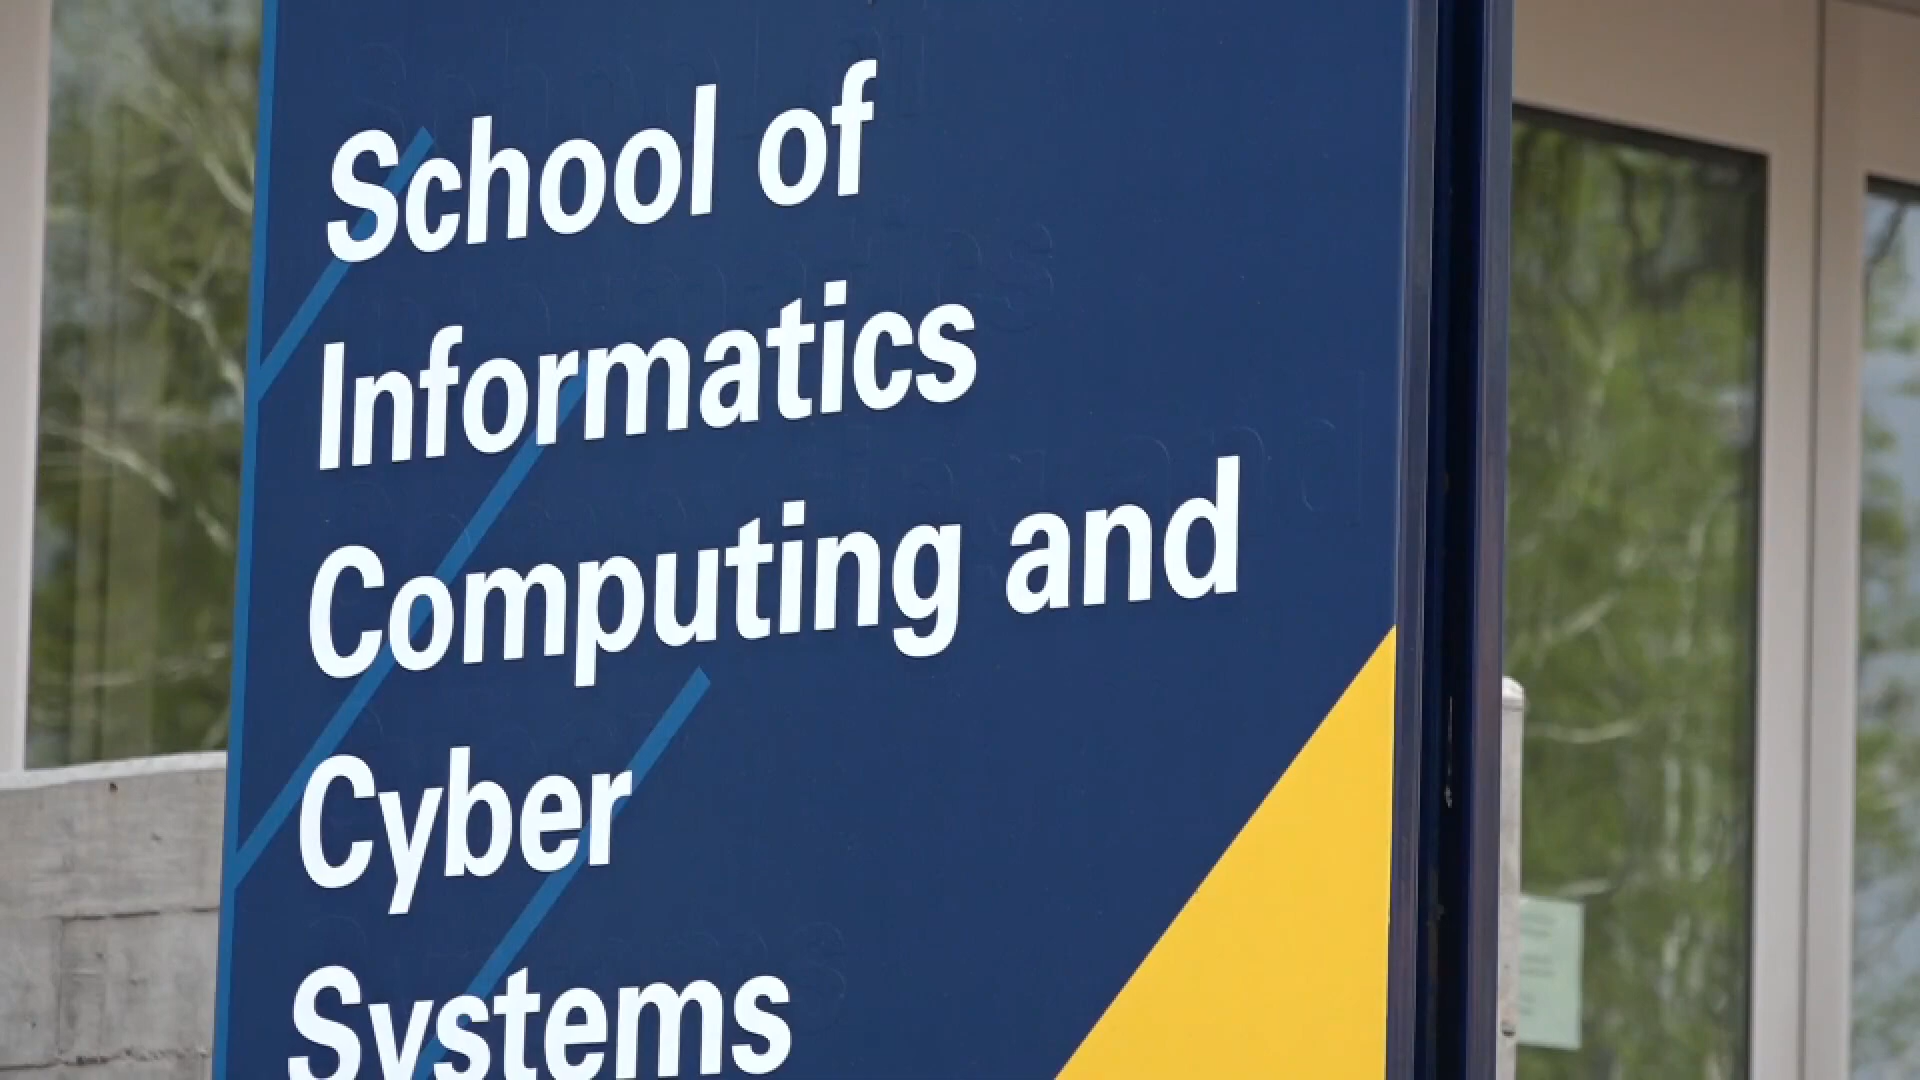 School of
Informatics
Computing and
Cyber
Systems